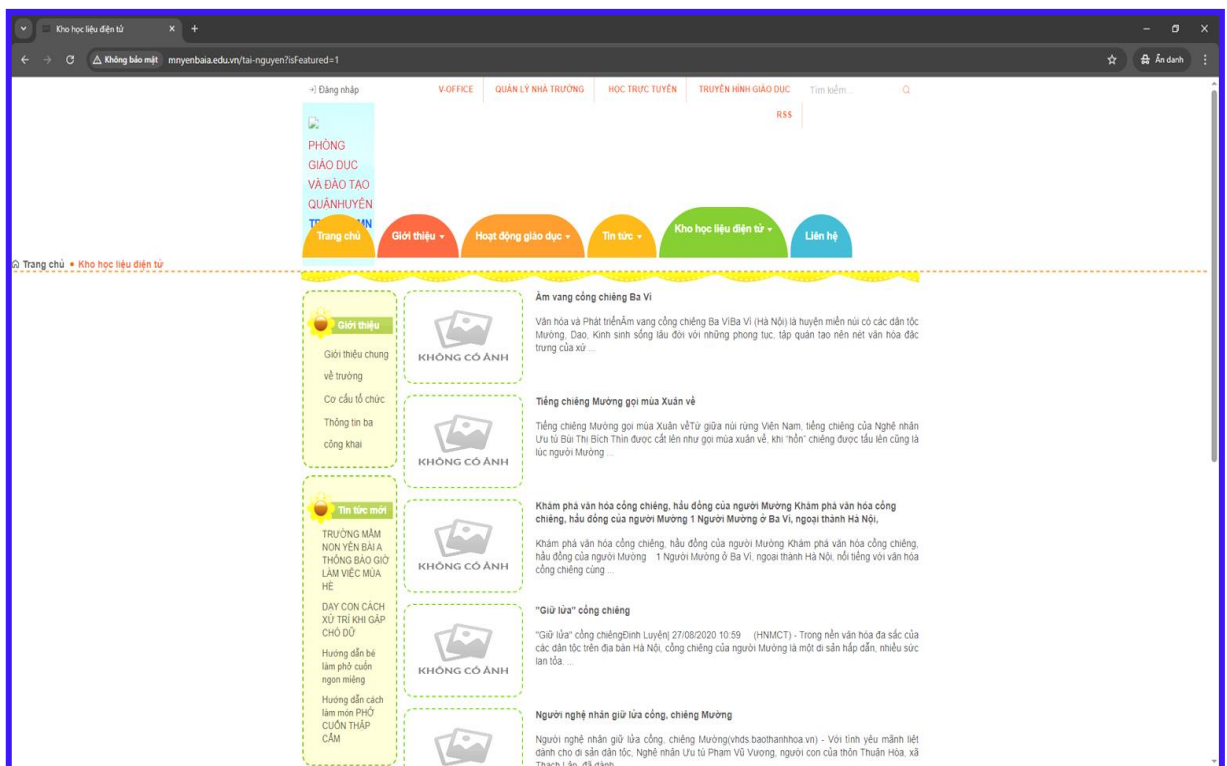 Kho học liệu điện tử
Không bảo mật
mnyenbaia.edu.vn/tai-nguyen?isFeatured=1
Ẩn danh
Đăng nhập
V-OFFICE
QUẢN LÝ NHÀ TRƯỜNG
HỌC TRỰC TUYẾN
TRUYỀN HÌNH GIÁO DỤC
Tìm kiếm...
RSS
PHÒNG
GIÁO DỤC
VÀ ĐÀO TẠO
QUẬNHUYỆN
Trang chủ
Giới thiệu
Hoạt động giáo dục
Tin tức
Kho học liệu điện tử
Liên hệ
Trang chủ • Kho học liệu điện tử
Giới thiệu
Giới thiệu chung
về trường
Cơ cấu tổ chức
Thông tin ba
công khai
Tin tức mới
TRƯỜNG MẦM
NON YÊN BÀI A
THÔNG BÁO GIỜ
LÀM VIỆC MÙA
HÈ
DẠY CON CÁCH
XỬ TRÍ KHI GẶP
CHÓ DỮ
Hướng dẫn bé
làm phở cuốn
ngon miệng
Hướng dẫn cách
làm món PHỞ
CUỐN THẬP
CẨM
KHÔNG CÓ ẢNH
Âm vang cồng chiêng Ba Vì
Văn hóa và Phát triểnÂm vang cồng chiêng Ba VìBa Vì (Hà Nội) là huyện miền núi có các dân tộc
Mường, Dao, Kinh sinh sống lâu đời với những phong tục, tập quán tạo nên nét văn hóa đặc
trưng của xứ ...
KHÔNG CÓ ẢNH
Tiếng chiêng Mường gọi mùa Xuân về
Tiếng chiêng Mường gọi mùa Xuân vềTừ giữa núi rừng Viên Nam, tiếng chiêng của Nghệ nhân
Ưu tú Bùi Thị Bích Thìn được cất lên như gọi mùa xuân về, khi “hồn” chiêng được tấu lên cũng là
lúc người Mường ...
KHÔNG CÓ ẢNH
Khám phá văn hóa cồng chiêng, hầu đồng của người Mường Khám phá văn hóa cồng
chiêng, hầu đồng của người Mường 1 Người Mường ở Ba Vì, ngoại thành Hà Nội,
Khám phá văn hóa cồng chiêng, hầu đồng của người Mường Khám phá văn hóa cồng chiêng,
hầu đồng của người Mường 1 Người Mường ở Ba Vì, ngoại thành Hà Nội, nổi tiếng với văn hóa
cồng chiêng cùng ...
KHÔNG CÓ ẢNH
"Giữ lửa" cồng chiêng
"Giữ lửa" cồng chiêngĐinh Luyện| 27/08/2020 10:59 (HNMCT) - Trong nền văn hóa đa sắc của
các dân tộc trên địa bàn Hà Nội, cồng chiêng của người Mường là một di sản hấp dẫn, nhiều sức
lan tỏa. ...
Người nghệ nhân giữ lửa cồng, chiêng Mường
Người nghệ nhân giữ lửa cồng, chiêng Mường(vhds.baothanhhoa.vn) - Với tình yêu mãnh liệt
dành cho di sản dân tộc, Nghệ nhân Ưu tú Phạm Vũ Vương, người con của thôn Thuận Hòa, xã